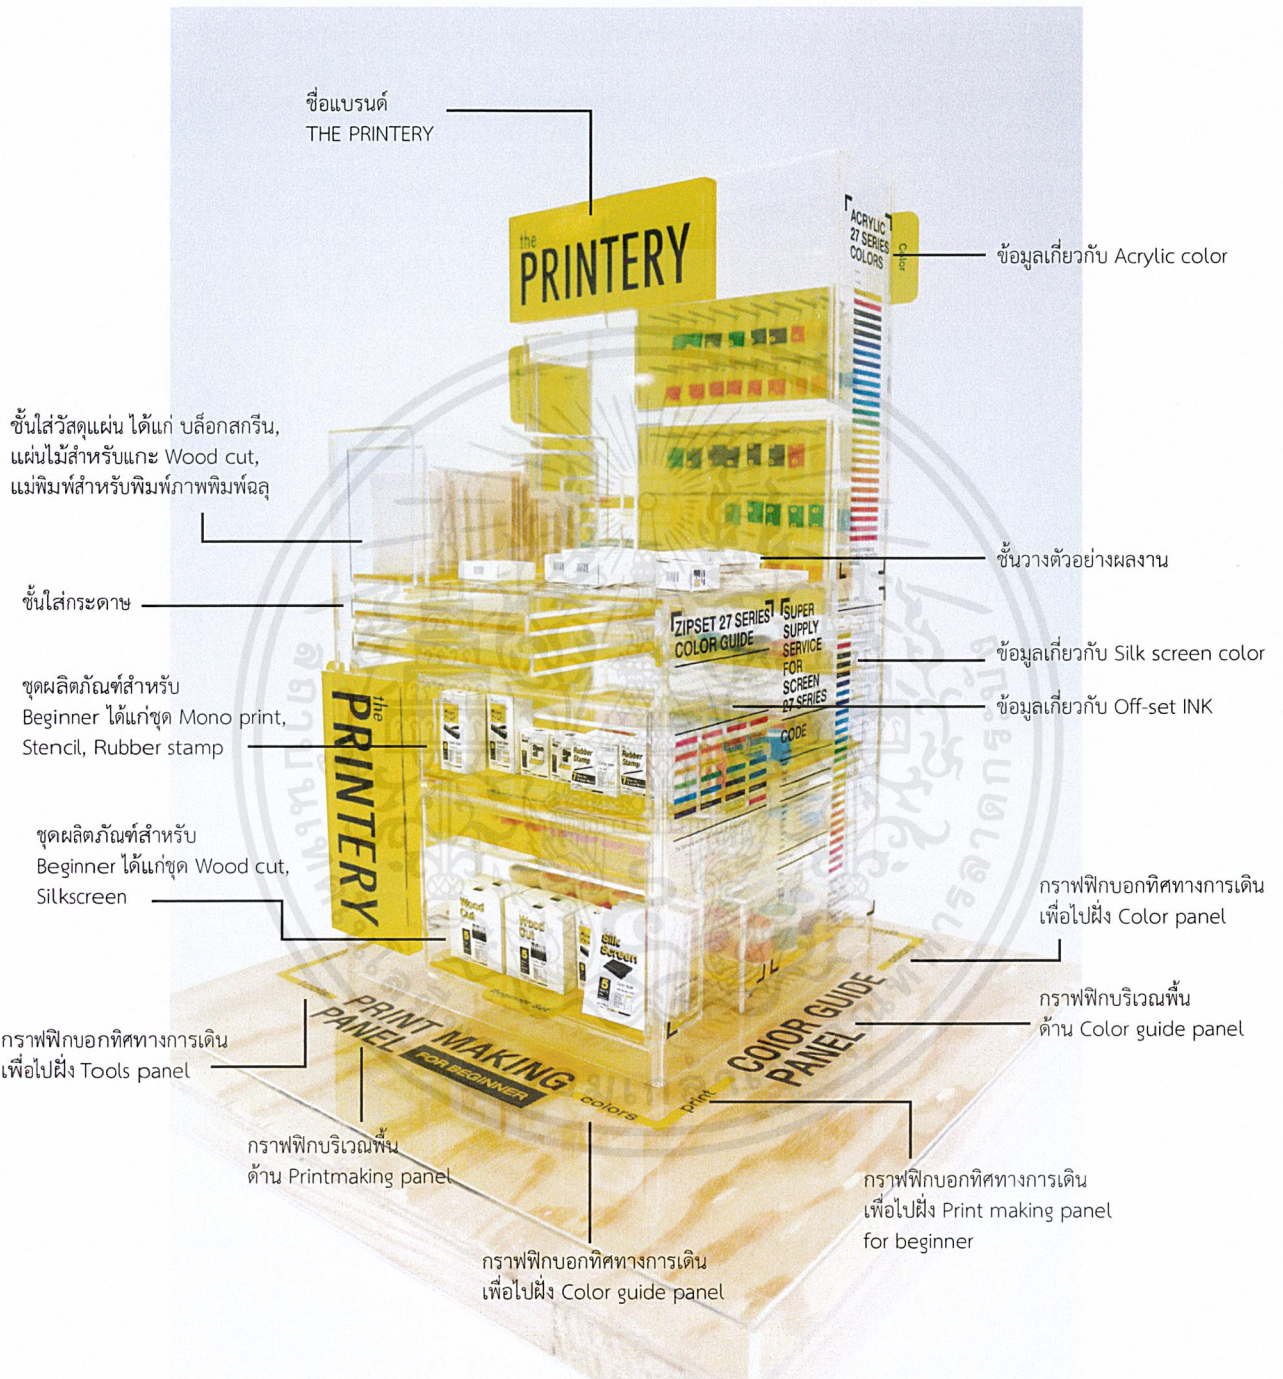 ชื่อแบรนด์
THE PRINTERY
the
PRINTERY
ACRYLIC
27 SERIES
COLORS
Color
ข้อมูลเกี่ยวกับ Acrylic color
ชั้นใส่วัสดุแผ่น ได้แก่ บล็อกสกรีน,
แผ่นไม้สำหรับแกะ Wood cut,
แม่พิมพ์สำหรับพิมพ์ภาพพิมพ์ฉลุ
ชั้นวางตัวอย่างผลงาน
ชั้นใส่กระดาษ
ZIPSET 27 SERIES
COLOR GUIDE
SUPER
SUPPLY
SERVICE
FOR
SCREEN
27 SERIES
CODE
ข้อมูลเกี่ยวกับ Silk screen color
ข้อมูลเกี่ยวกับ Off-set INK
ชุดผลิตภัณฑ์สำหรับ
Beginner ได้แก่ชุด Mono print,
Stencil, Rubber stamp
the
PRINTERY
Rubber
Stamp
Rubber
Stamp
ชุดผลิตภัณฑ์สำหรับ
Beginner ได้แก่ชุด Wood cut,
Silkscreen
Wood
Cut
5
Wood
Cut
5
Silk
Screen
5
Beginner Set
กราฟฟิกบอกทิศทางการเดิน
เพื่อไปฝั่ง Color panel
กราฟฟิกบริเวณพื้น
ด้าน Color guide panel
COLOR GUIDE
PANEL
PRINT MAKING
PANEL
FOR BEGINNER
colors
print
กราฟฟิกบอกทิศทางการเดิน
เพื่อไปฝั่ง Tools panel
กราฟฟิกบริเวณพื้น
ด้าน Printmaking panel
กราฟฟิกบอกทิศทางการเดิน
เพื่อไปฝั่ง Print making panel
for beginner
กราฟฟิกบอกทิศทางการเดิน
เพื่อไปฝั่ง Color guide panel